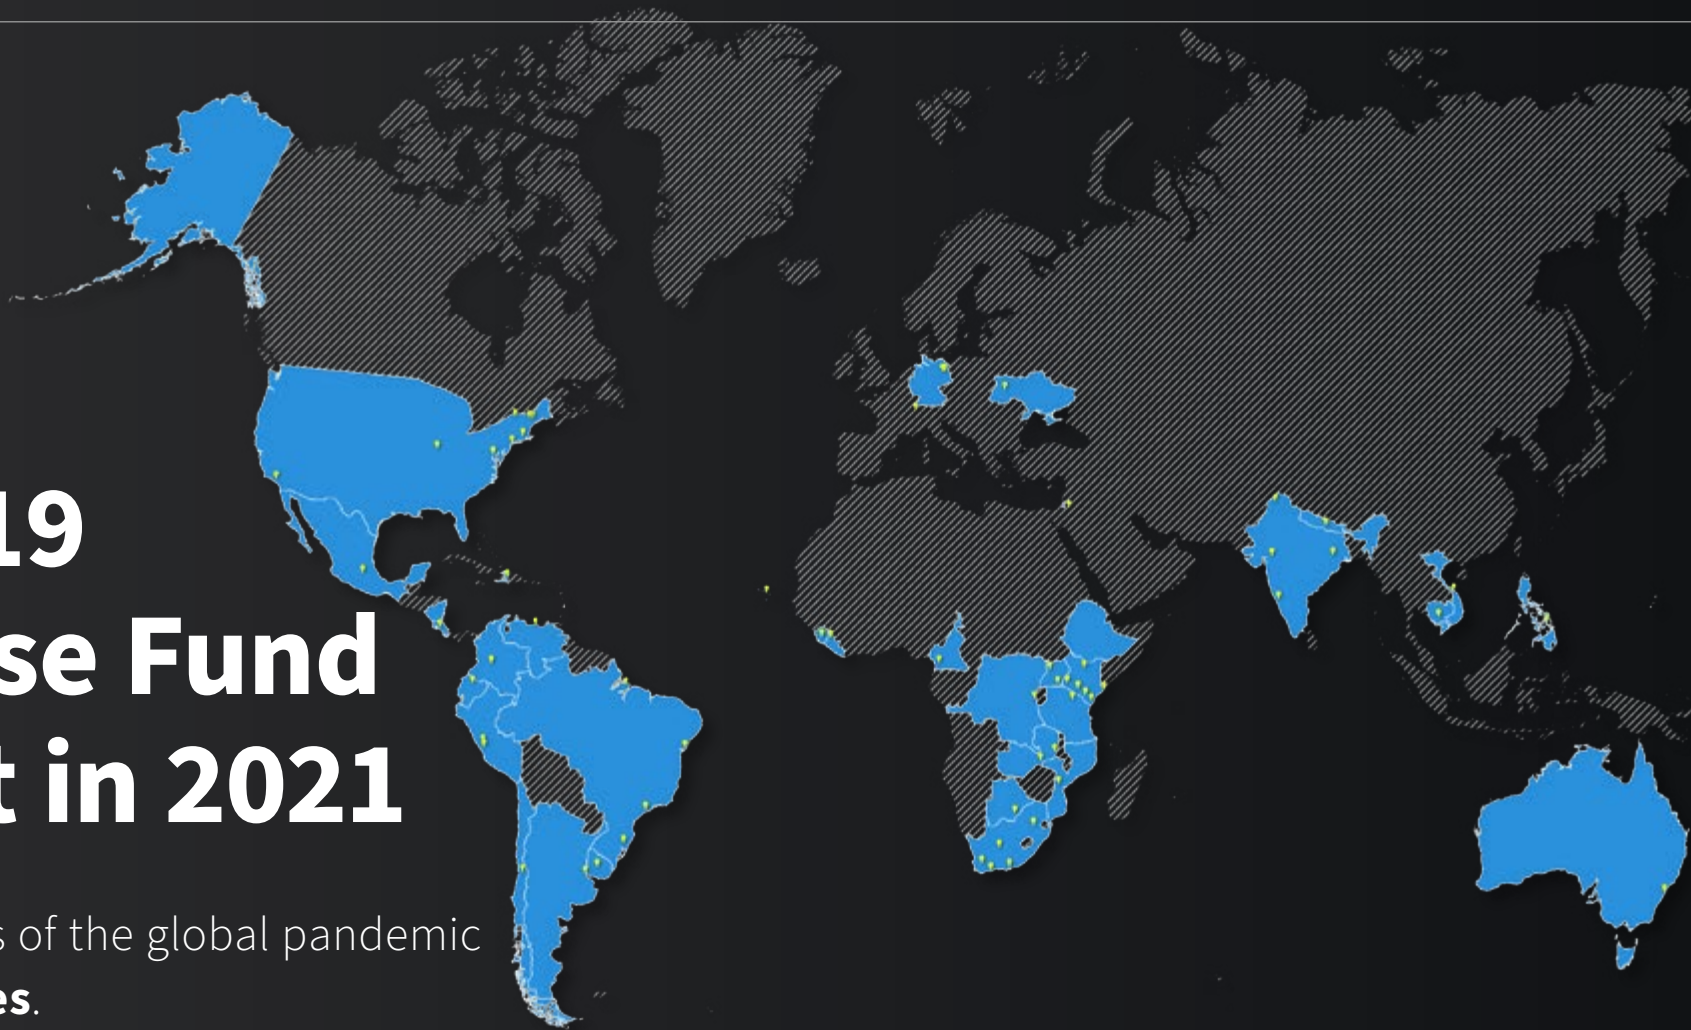 19
se Fund
t in 2021
s of the global pandemic
es.